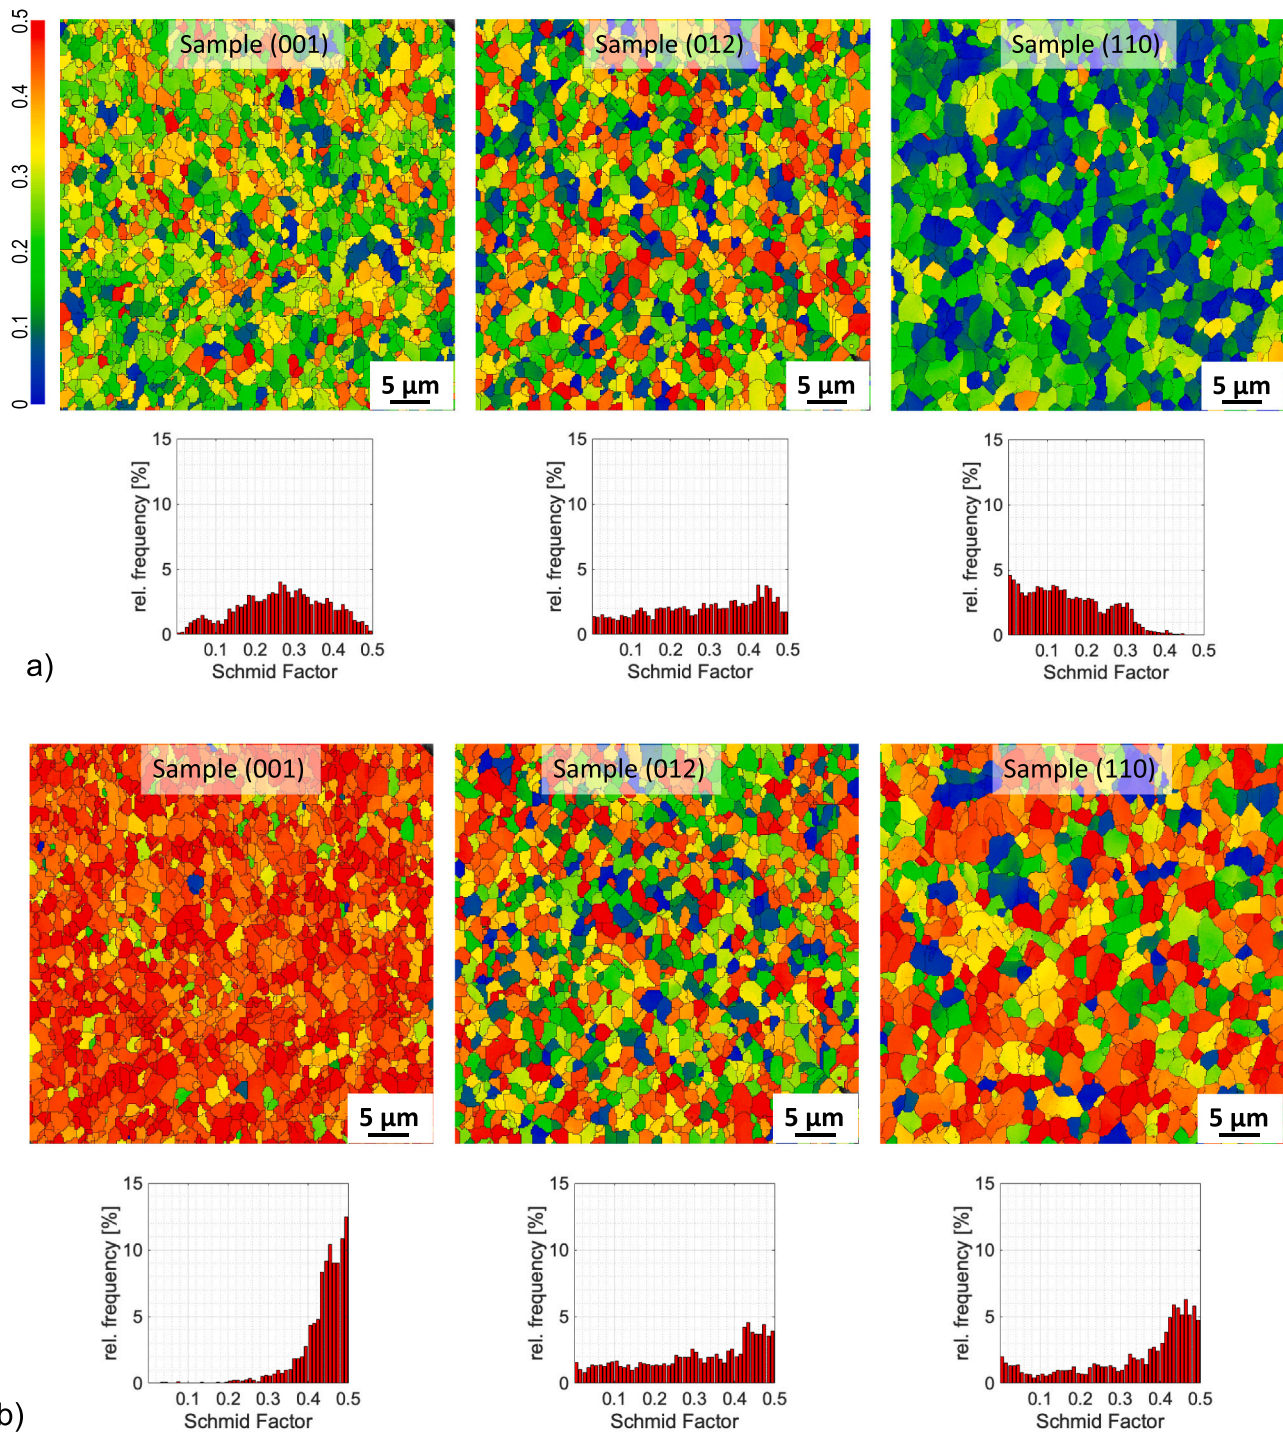 0.5
0.4
0.3
0.2
0.1
0
Sample (001)
Sample (012)
Sample (110)
5 µm
5 µm
5 µm
15
10
5
0
rel. frequency [%]
0.1 0.2 0.3 0.4 0.5
Schmid Factor
15
10
5
0
rel. frequency [%]
0.1 0.2 0.3 0.4 0.5
Schmid Factor
15
10
5
0
rel. frequency [%]
0.1 0.2 0.3 0.4 0.5
Schmid Factor
a)
Sample (001)
Sample (012)
Sample (110)
5 µm
5 µm
5 µm
15
10
5
0
rel. frequency [%]
0.1 0.2 0.3 0.4 0.5
Schmid Factor
15
10
5
0
rel. frequency [%]
0.1 0.2 0.3 0.4 0.5
Schmid Factor
15
10
5
0
rel. frequency [%]
0.1 0.2 0.3 0.4 0.5
Schmid Factor
b)